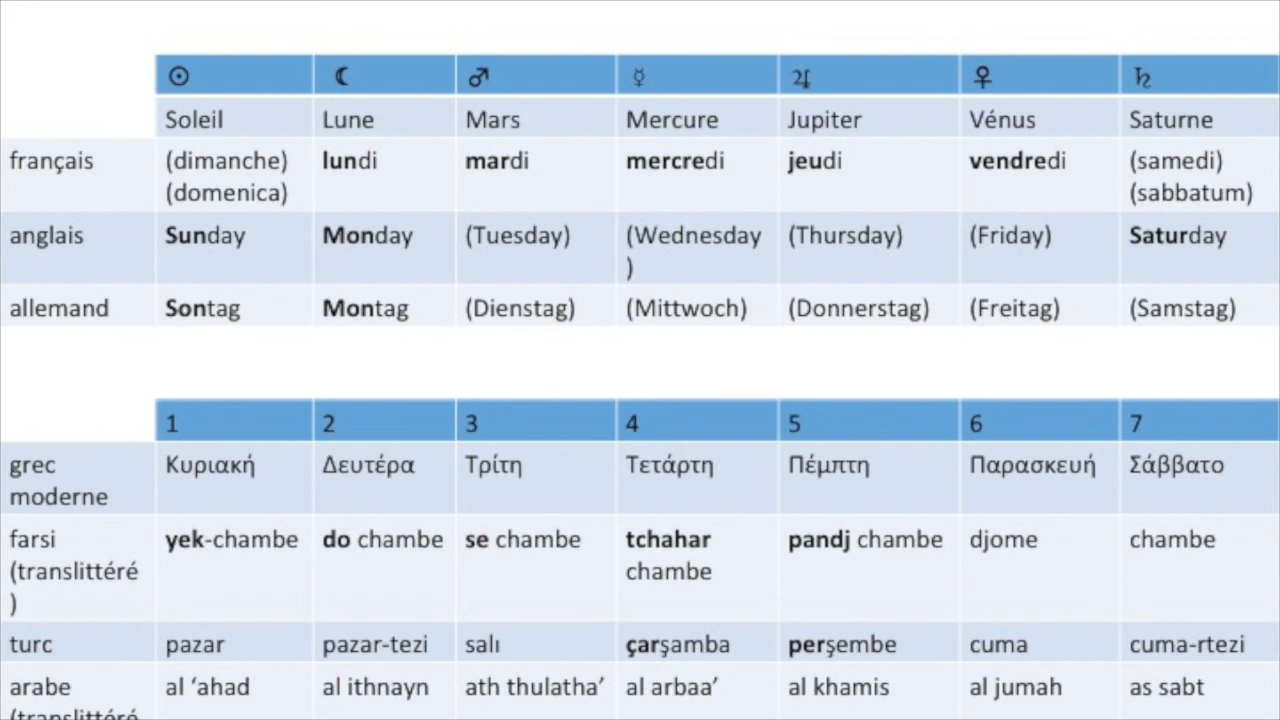 ☉ ☾ ♂ ☿ ♃ ♀ ♄
Soleil Lune Mars Mercure Jupiter Vénus Saturne
français (dimanche) lundi mardi mercredi jeudi vendredi (samedi)
(domenica) (sabbatum)
anglais Sunday Monday (Tuesday) (Wednesday (Thursday) (Friday) Saturday
)
allemand Sontag Montag (Dienstag) (Mittwoch) (Donnerstag) (Freitag) (Samstag)
1 2 3 4 5 6 7
grec Κυριακή Δευτέρα Τρίτη Τετάρτη Πέμπτη Παρασκευή Σάββατο
moderne
farsi yek-chambe do chambe se chambe tchahar pandj chambe djome chambe
(translittéré chambe
)
turc pazar pazar-tezi salı çarşamba perşembe cuma cuma-rtezi
arabe al ‘ahad al ithnayn ath thulatha’ al arbaa’ al khamis al jumah as sabt
(translittéré